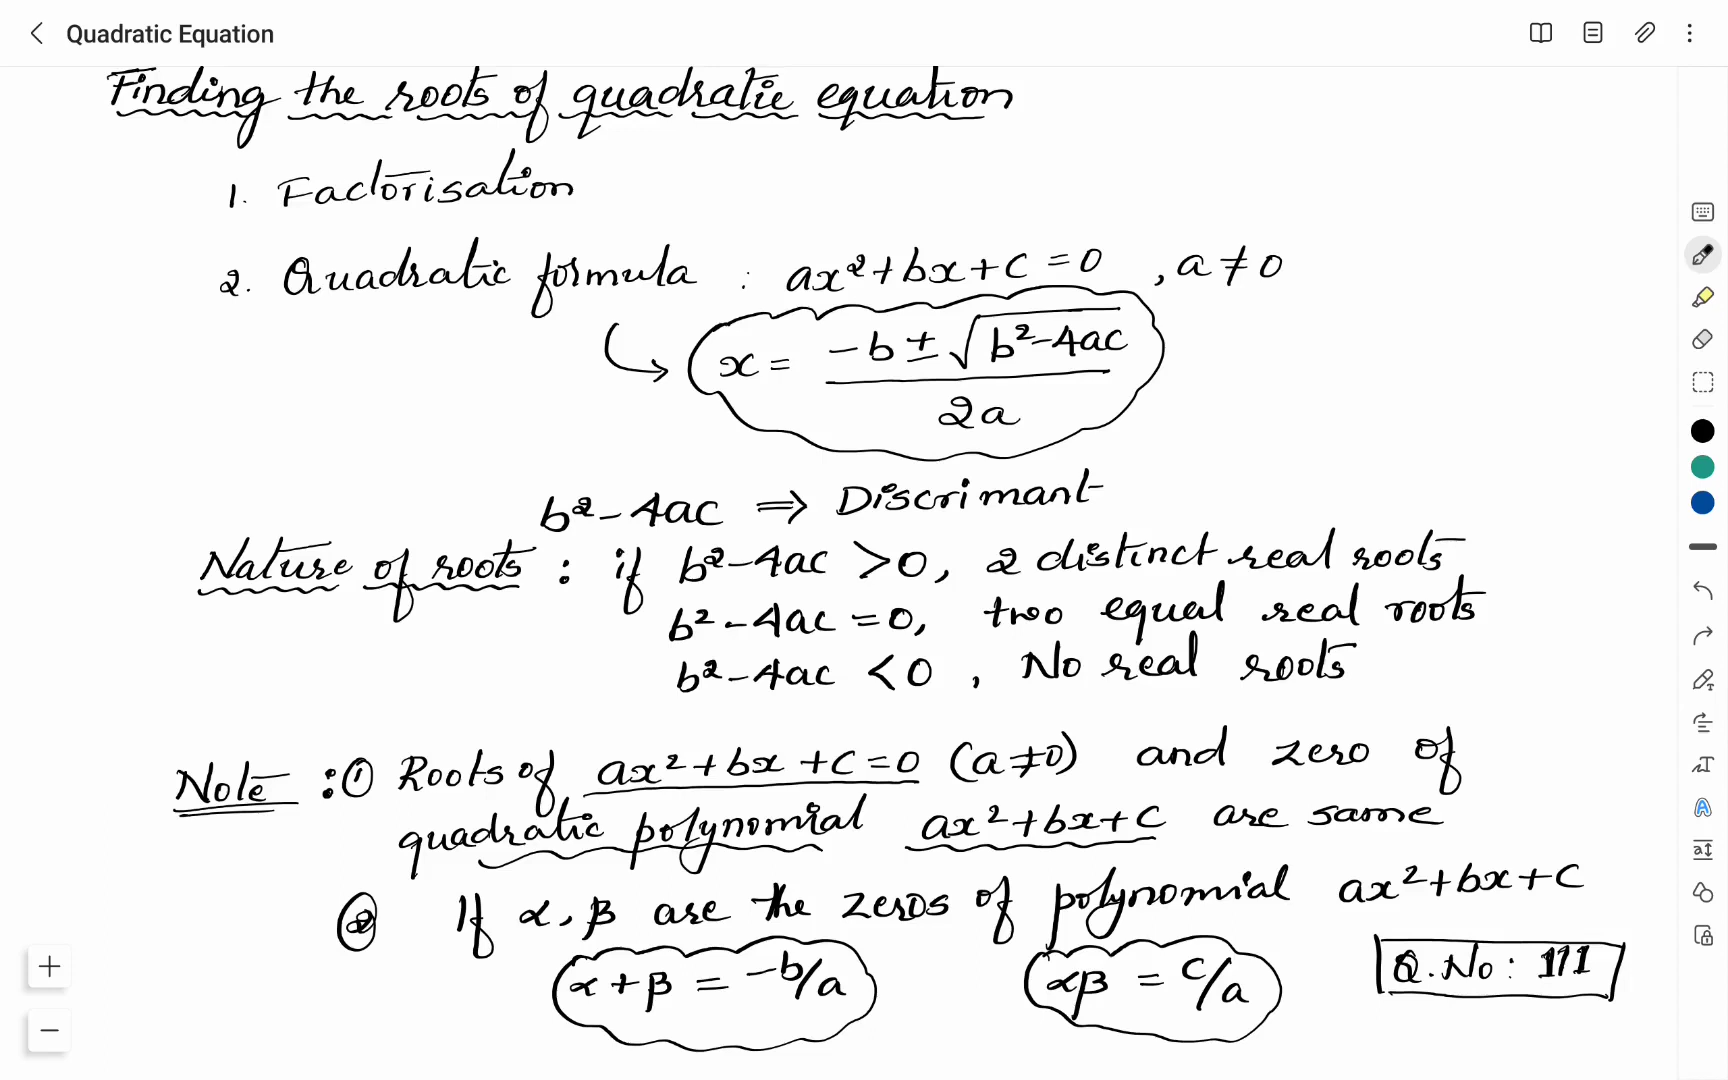 Quadratic Equation
Finding the roots of quadratic equation
1. Factorisation
2. Quadratic formula : ax²+bx+c=0 , a≠0
x = (-b ± √(b²-4ac)) / 2a
b²-4ac ⇒ Discrimant
Nature of roots : if b²-4ac >0, 2 distinct real roots
b²-4ac =0, two equal real roots
b²-4ac <0 , No real roots
Note : ① Roots of ax²+bx+c=0 (a≠0) and zero of
quadratic polynomial ax²+bx+c are same
② If α, β are the zeros of polynomial ax²+bx+c
α+β = -b/a αβ = c/a Q.No: 111